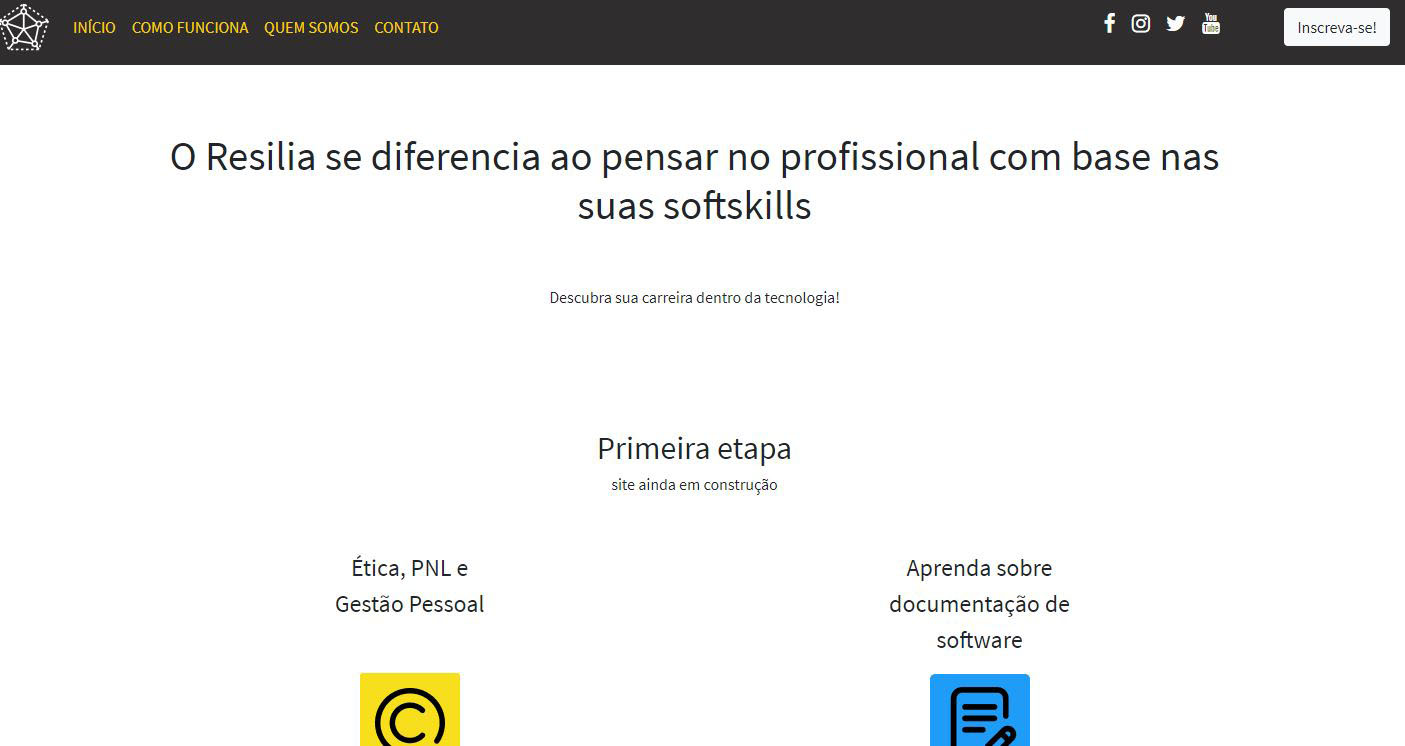 INÍCIO COMO FUNCIONA QUEM SOMOS CONTATO You Tube Inscreva-se!
O Resilia se diferencia ao pensar no profissional com base nas
suas softskills
Descubra sua carreira dentro da tecnologia!
Primeira etapa
site ainda em construção
Ética, PNL e
Gestão Pessoal
Aprenda sobre
documentação de
software